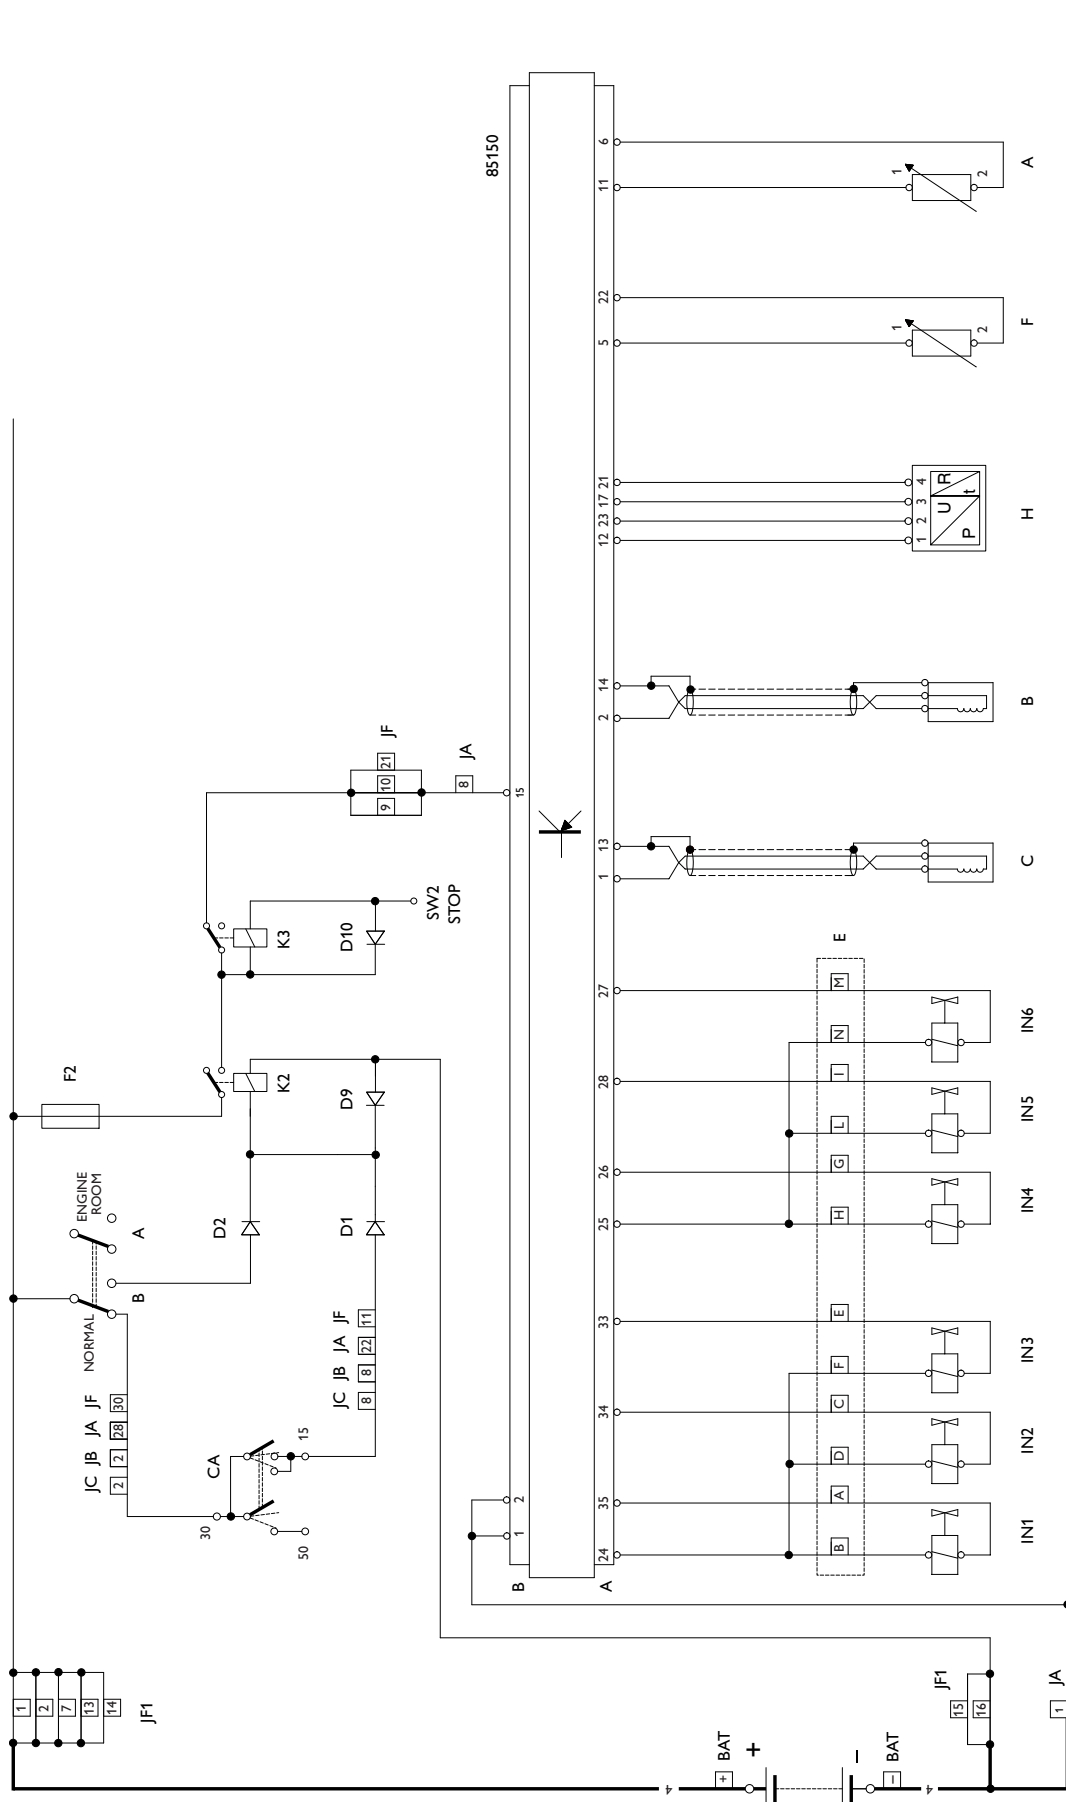 85150
6
11
22
5
21
17
23
12
14
2
13
1
27
28
26
25
33
34
35
24
1
2
A
1
2
F
4
3
2
1
R
t
U
P
H
B
C
JF
21
10
9
JA
8
15
K3
D10
SW2
STOP
F2
K2
D9
ENGINE
ROOM
A
B
NORMAL
D2
D1
JC JB JA JF
2 2 28 30
JC JB JA JF
8 8 22 11
CA
15
30
50
2
1
B
A
E
M
N
I
L
G
H
E
F
C
D
A
B
IN6
IN5
IN4
IN3
IN2
IN1
1
2
7
13
14
JF1
JF1
15
16
JA
1
4
+
BAT
+
–
–
BAT
4